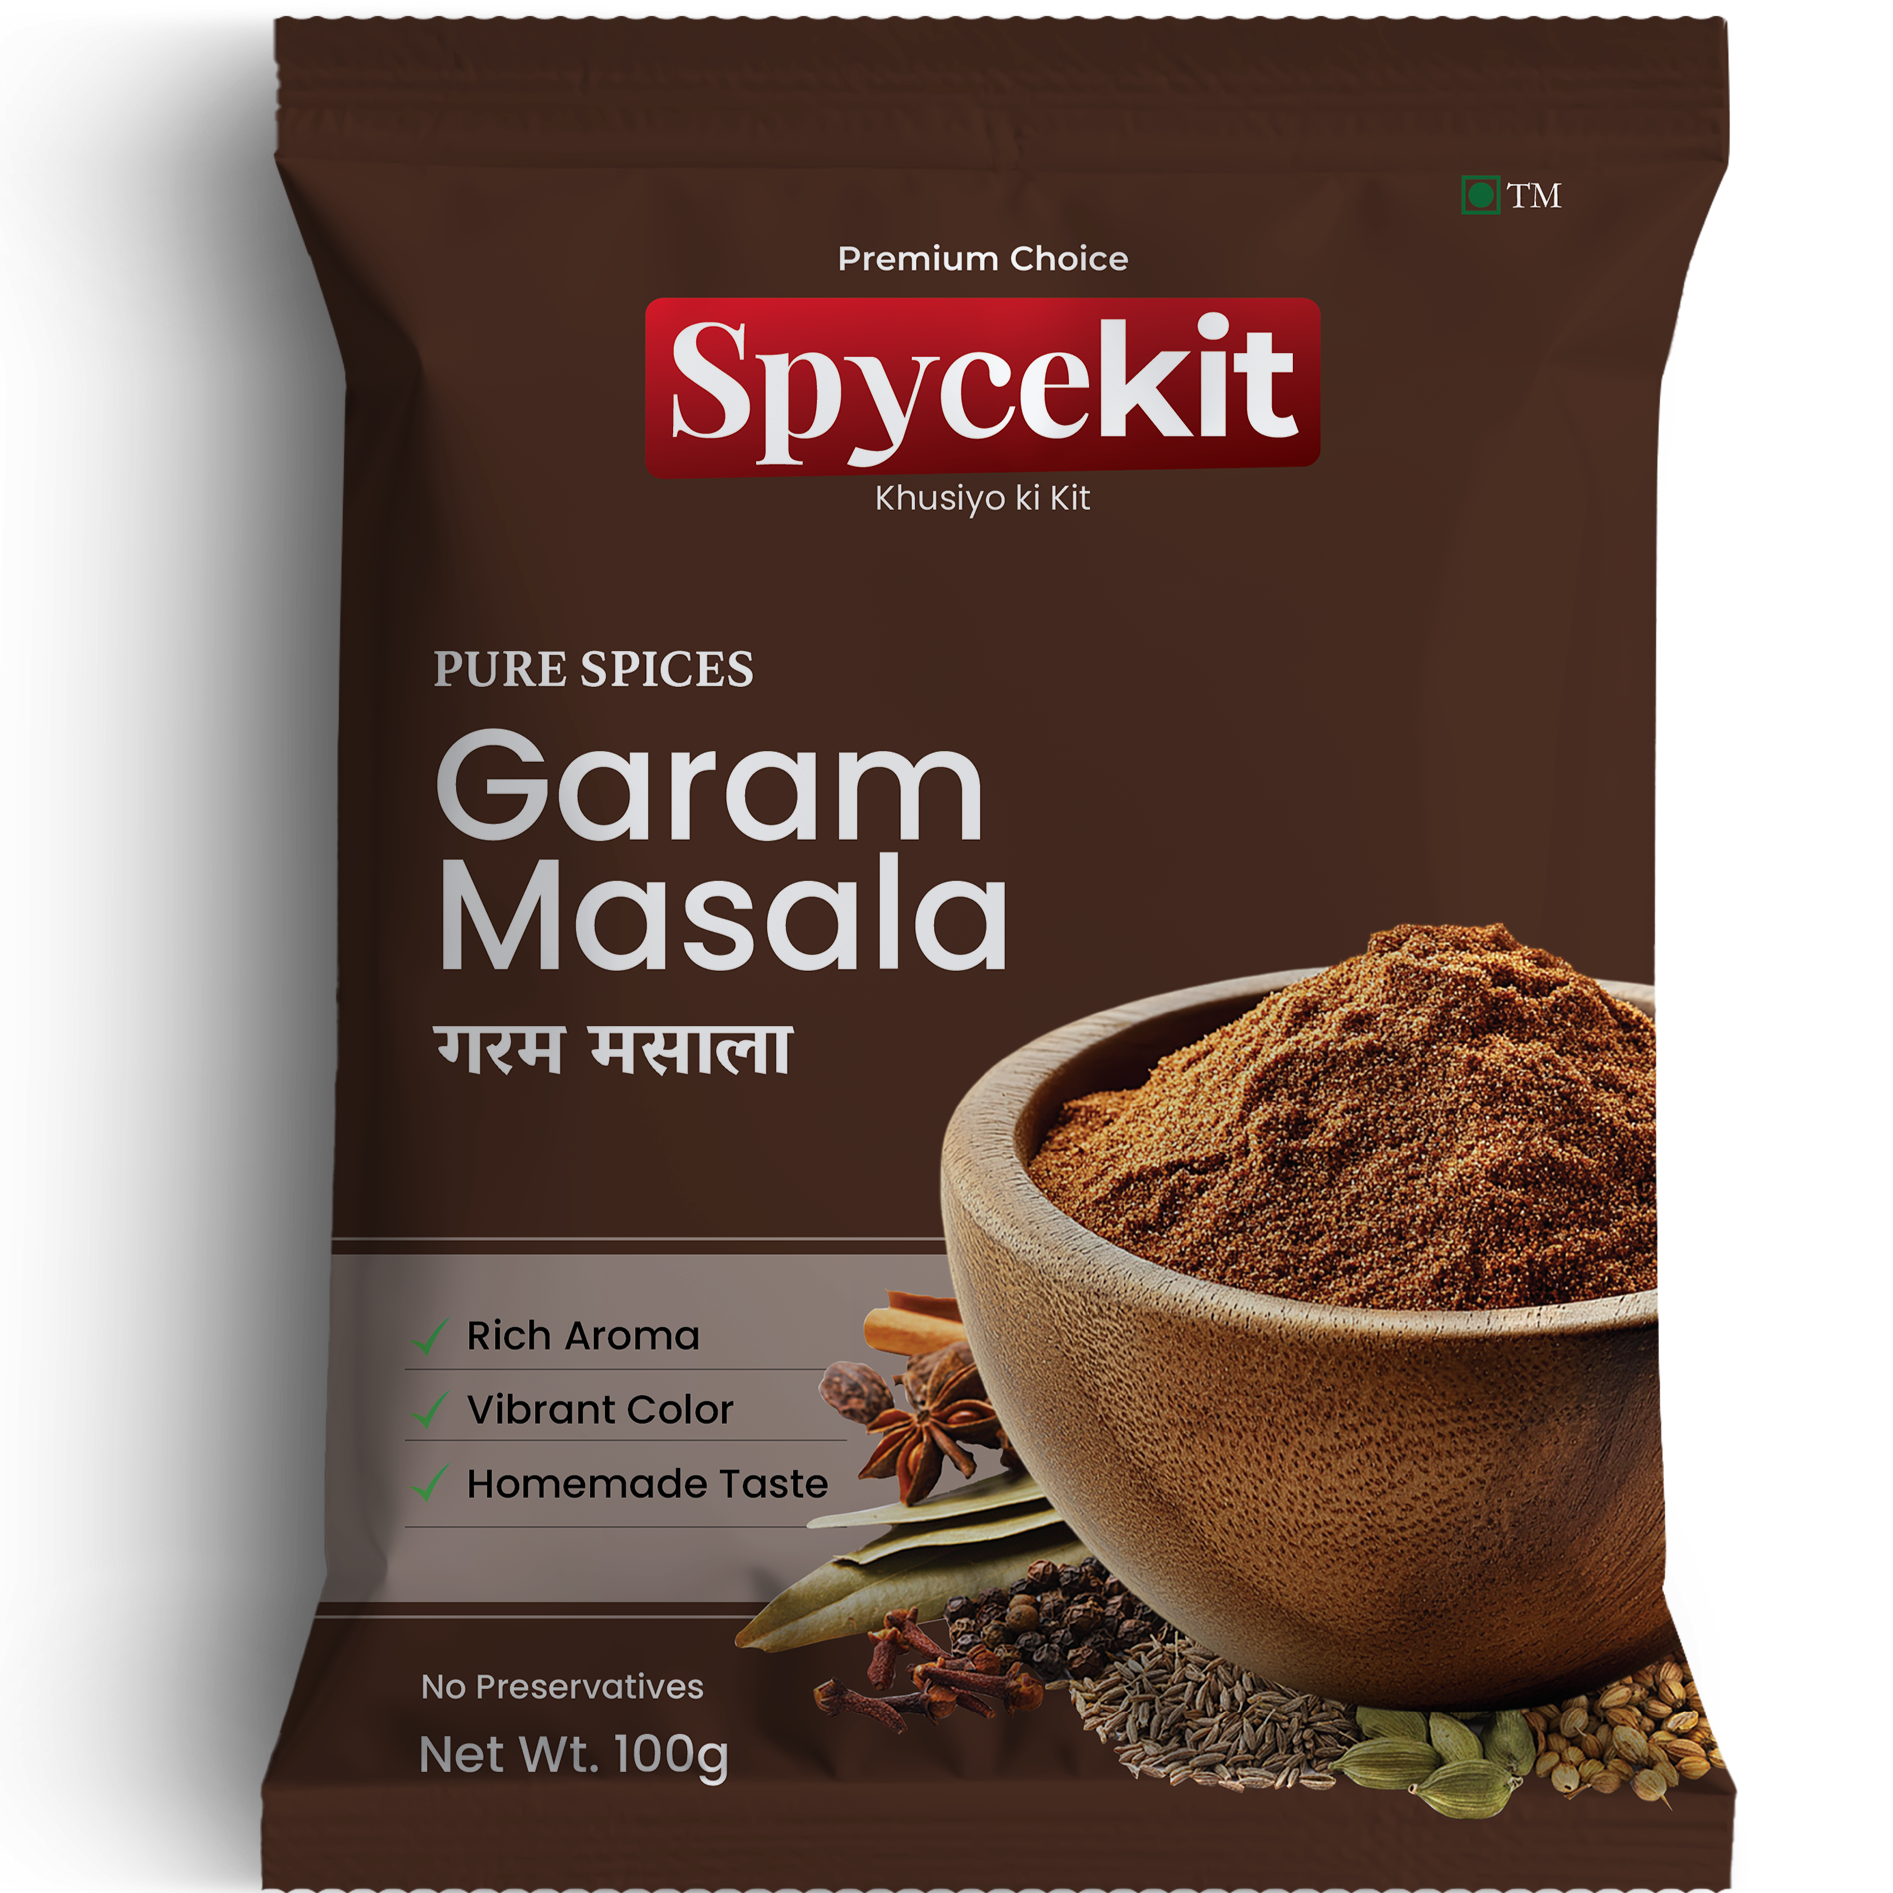 TM
Premium Choice
Spycekit
Khusiyo ki Kit
PURE SPICES
Garam
Masala
गरम मसाला
Rich Aroma
Vibrant Color
Homemade Taste
No Preservatives
Net Wt. 100g